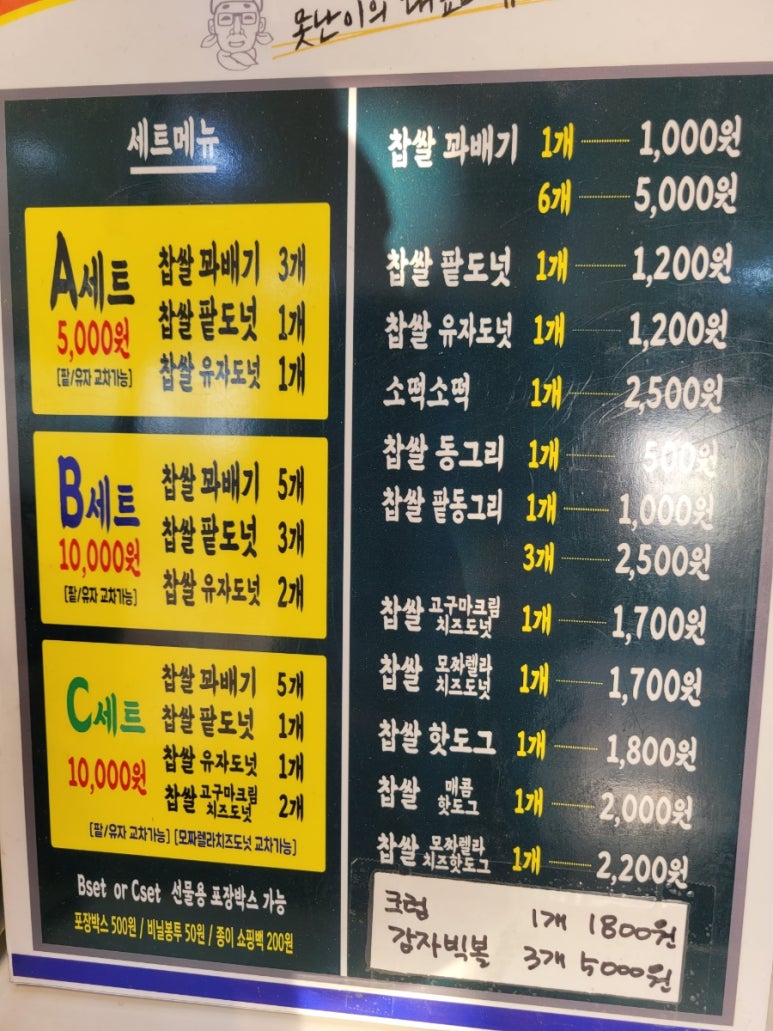 못난이의
세트메뉴
A세트
5,000원
[팥/유자 교차가능]
찹쌀 꽈배기 3개
찹쌀 팥도넛 1개
찹쌀 유자도넛 1개
B세트
10,000원
[팥/유자 교차가능]
찹쌀 꽈배기 5개
찹쌀 팥도넛 3개
찹쌀 유자도넛 2개
C세트
10,000원
찹쌀 꽈배기 5개
찹쌀 팥도넛 1개
찹쌀 유자도넛 1개
찹쌀 고구마크림 치즈도넛 2개
[팥/유자 교차가능] [모짜렐라치즈도넛 교차가능]
Bset or Cset 선물용 포장박스 가능
포장박스 500원 / 비닐봉투 50원 / 종이 쇼핑백 200원
찹쌀 꽈배기 1개 1,000원
6개 5,000원
찹쌀 팥도넛 1개 1,200원
찹쌀 유자도넛 1개 1,200원
소떡소떡 1개 2,500원
찹쌀 동그리 1개 500원
찹쌀 팥동그리 1개 1,000원
3개 2,500원
찹쌀 고구마크림 치즈도넛 1개 1,700원
찹쌀 모짜렐라 치즈도넛 1개 1,700원
찹쌀 핫도그 1개 1,800원
찹쌀 매콤 핫도그 1개 2,000원
찹쌀 모짜렐라 치즈핫도그 1개 2,200원
크렁 1개 1800원
감자빅볼 3개 5000원